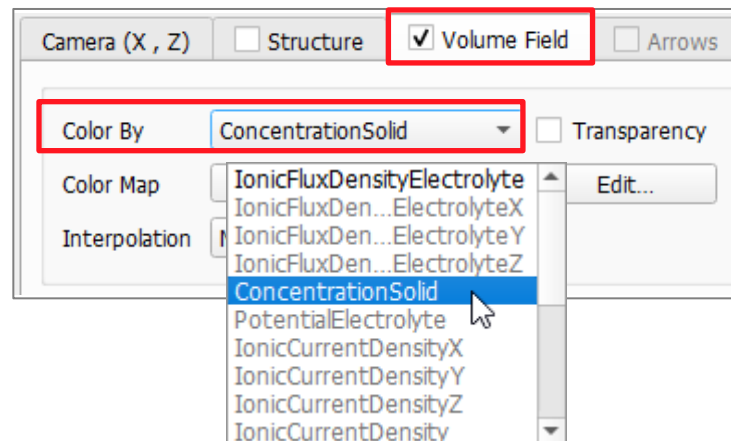 Camera (X , Z) Structure Volume Field Arrows
Color By ConcentrationSolid Transparency
Color Map IonicFluxDensityElectrolyte Edit...
IonicFluxDen...ElectrolyteX
Interpolation IonicFluxDen...ElectrolyteY
IonicFluxDen...ElectrolyteZ
ConcentrationSolid
PotentialElectrolyte
IonicCurrentDensityX
IonicCurrentDensityY
IonicCurrentDensityZ
IonicCurrentDensity